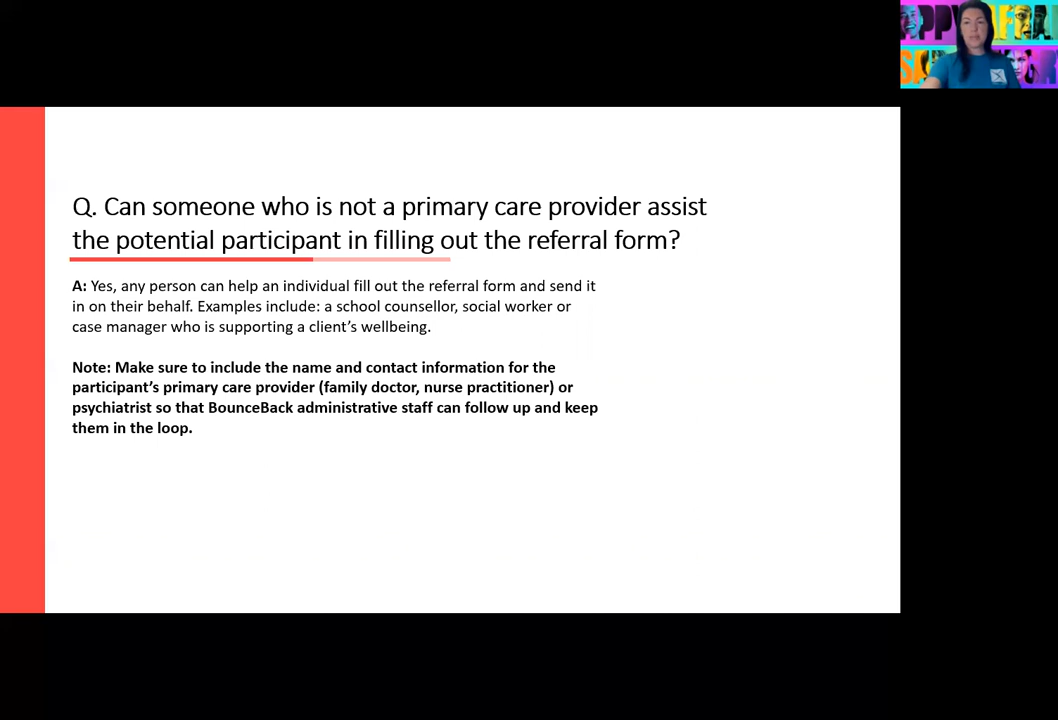 Q. Can someone who is not a primary care provider assist
the potential participant in filling out the referral form?
A: Yes, any person can help an individual fill out the referral form and send it
in on their behalf. Examples include: a school counsellor, social worker or
case manager who is supporting a client's wellbeing.
Note: Make sure to include the name and contact information for the
participant's primary care provider (family doctor, nurse practitioner) or
psychiatrist so that BounceBack administrative staff can follow up and keep
them in the loop.